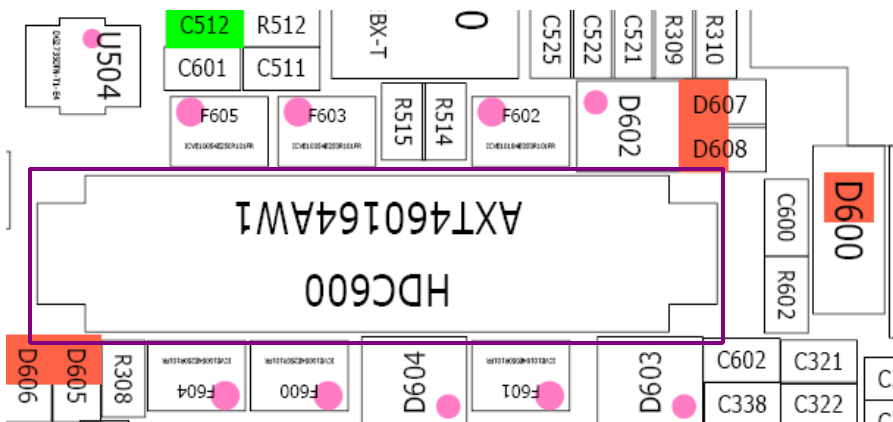 C512
R512
EBX-T
0
C525
C522
C521
R309
R310
U504
C601
C511
F605
F603
R515
R514
F602
D602
D607
D608
AXT460164AW1
HDC600
C600
R602
D600
D606
D605
R308
F604
F600
D604
F601
D603
C602
C321
C338
C322
C
C